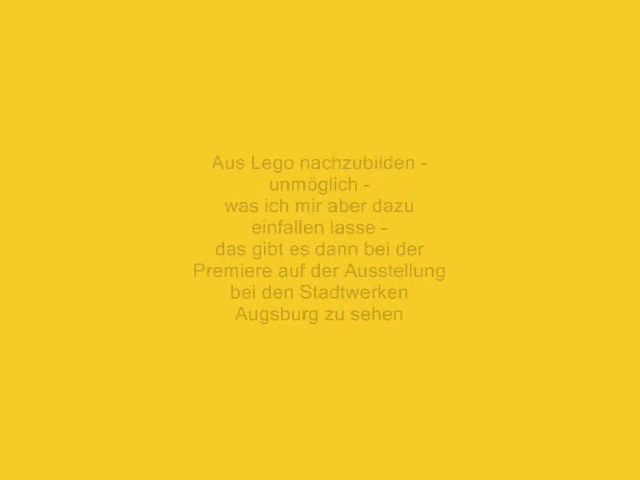 Aus Lego nachzubilden -
unmöglich -
was ich mir aber dazu
einfallen lasse -
das gibt es dann bei der
Premiere auf der Ausstellung
bei den Stadtwerken
Augsburg zu sehen